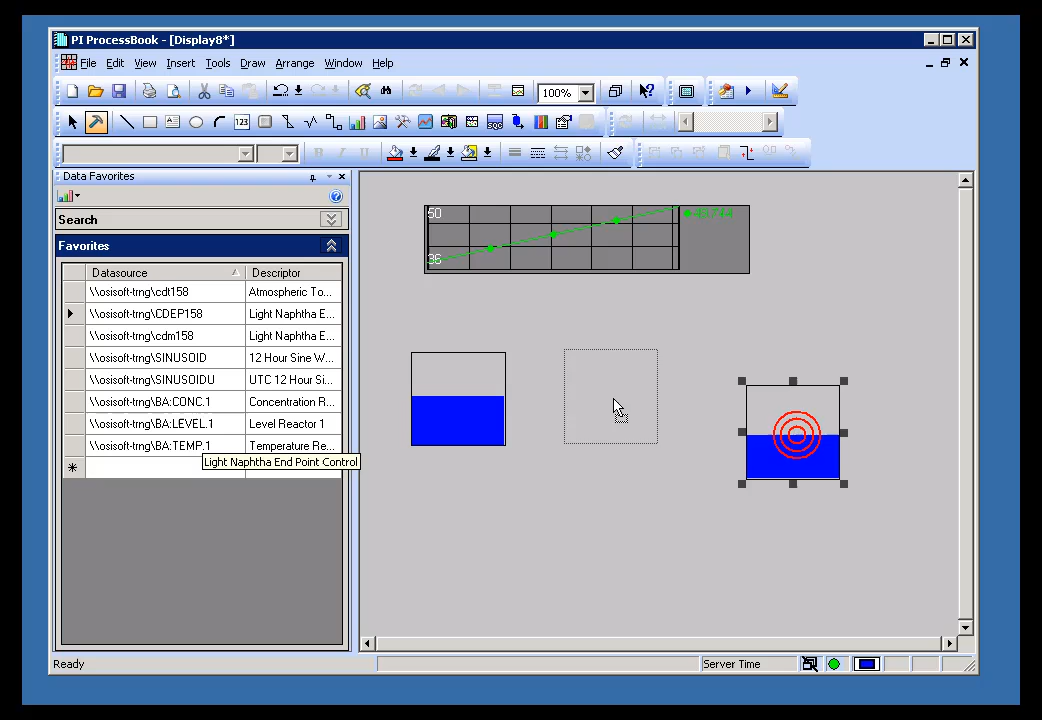 PI ProcessBook - [Display8*]
File Edit View Insert Tools Draw Arrange Window Help
100%
123
SQC
B I U
Data Favorites
Search
Favorites
Datasource Descriptor
\\osisoft-trng\cdt158 Atmospheric To...
\\osisoft-trng\CDEP158 Light Naphtha E...
\\osisoft-trng\cdm158 Light Naphtha E...
\\osisoft-trng\SINUSOID 12 Hour Sine W...
\\osisoft-trng\SINUSOIDU UTC 12 Hour Si...
\\osisoft-trng\BA:CONC.1 Concentration R...
\\osisoft-trng\BA:LEVEL.1 Level Reactor 1
\\osisoft-trng\BA:TEMP.1 Temperature Re...
Light Naphtha End Point Control
50
35
Ready
Server Time